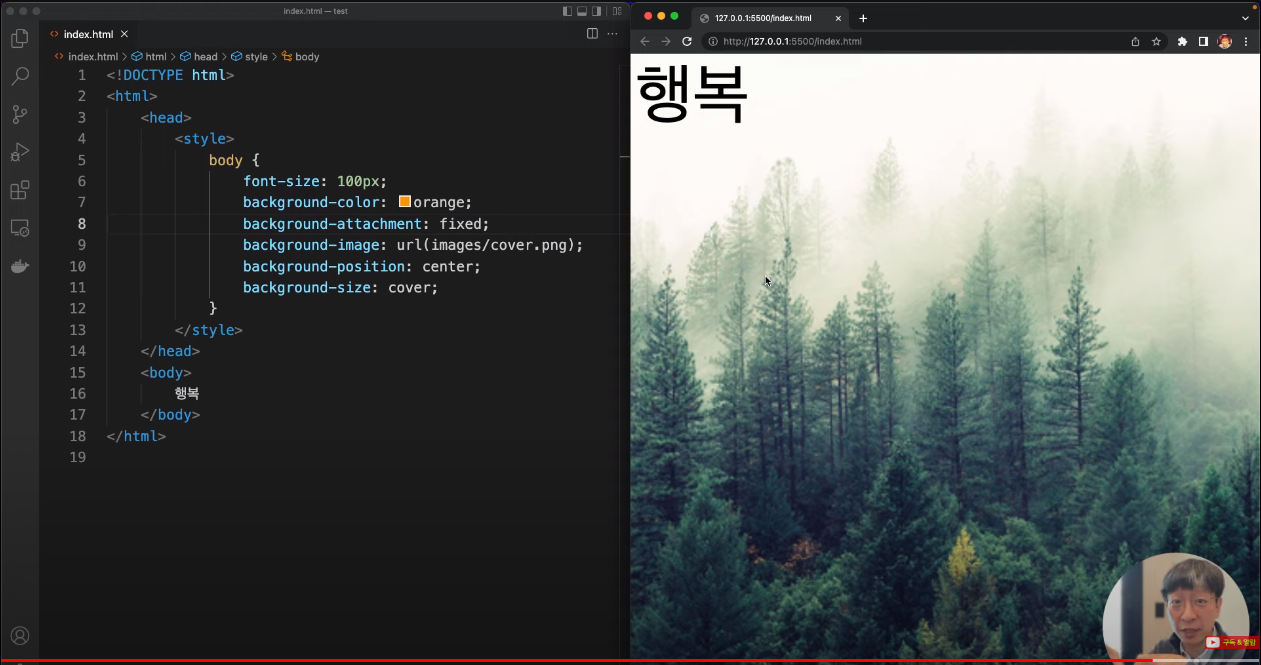 index.html — test
index.html
index.html > html > head > style > body
1 <!DOCTYPE html>
2 <html>
3 <head>
4 <style>
5 body {
6 font-size: 100px;
7 background-color: orange;
8 background-attachment: fixed;
9 background-image: url(images/cover.png);
10 background-position: center;
11 background-size: cover;
12 }
13 </style>
14 </head>
15 <body>
16 행복
17 </body>
18 </html>
19
127.0.0.1:5500/index.html
http://127.0.0.1:5500/index.html
행복
구독 & 알람